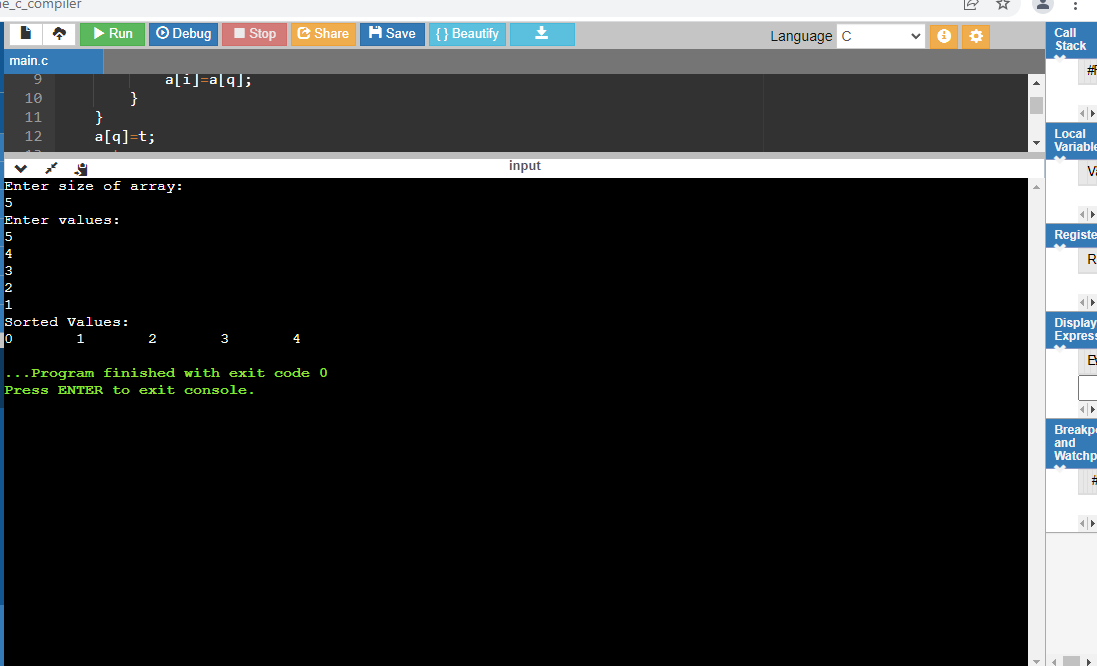 e_c_compiler
Run Debug Stop Share Save { } Beautify
Language C
main.c
9 a[i]=a[q];
10 }
11 }
12 a[q]=t;
input
Enter size of array:
5
Enter values:
5
4
3
2
1
Sorted Values:
0 1 2 3 4
...Program finished with exit code 0
Press ENTER to exit console.
Call
Stack
Local
Variable
Registe
R
Display
Express
Breakp
and
Watchp
#